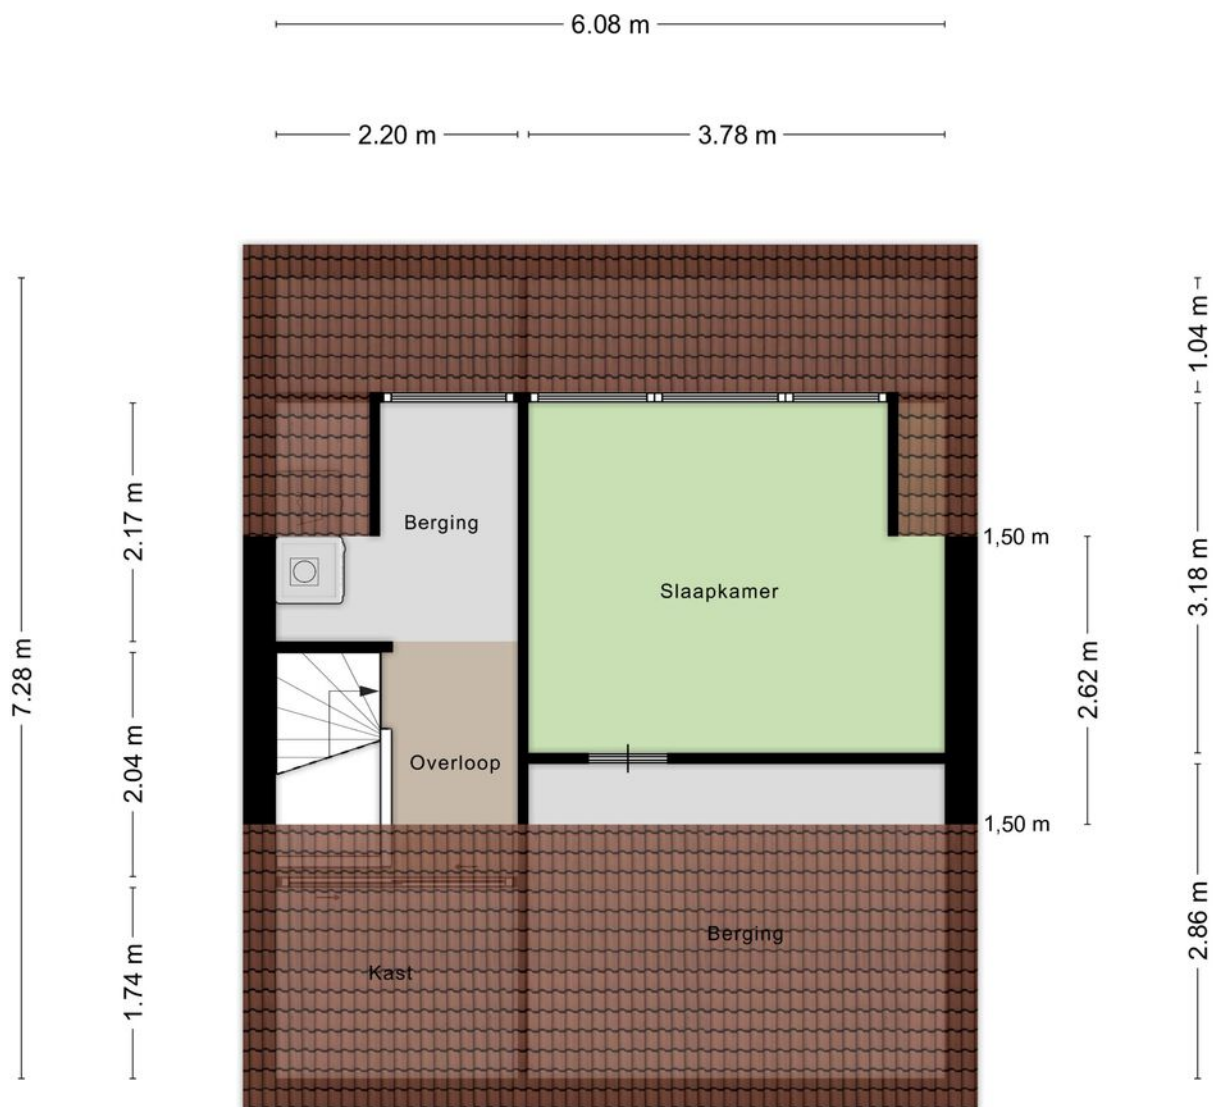 6.08 m
2.20 m
3.78 m
1.04 m
2.17 m
Berging
1,50 m
3.18 m
Slaapkamer
7.28 m
2.62 m
2.04 m
Overloop
1,50 m
2.86 m
Berging
1.74 m
Kast